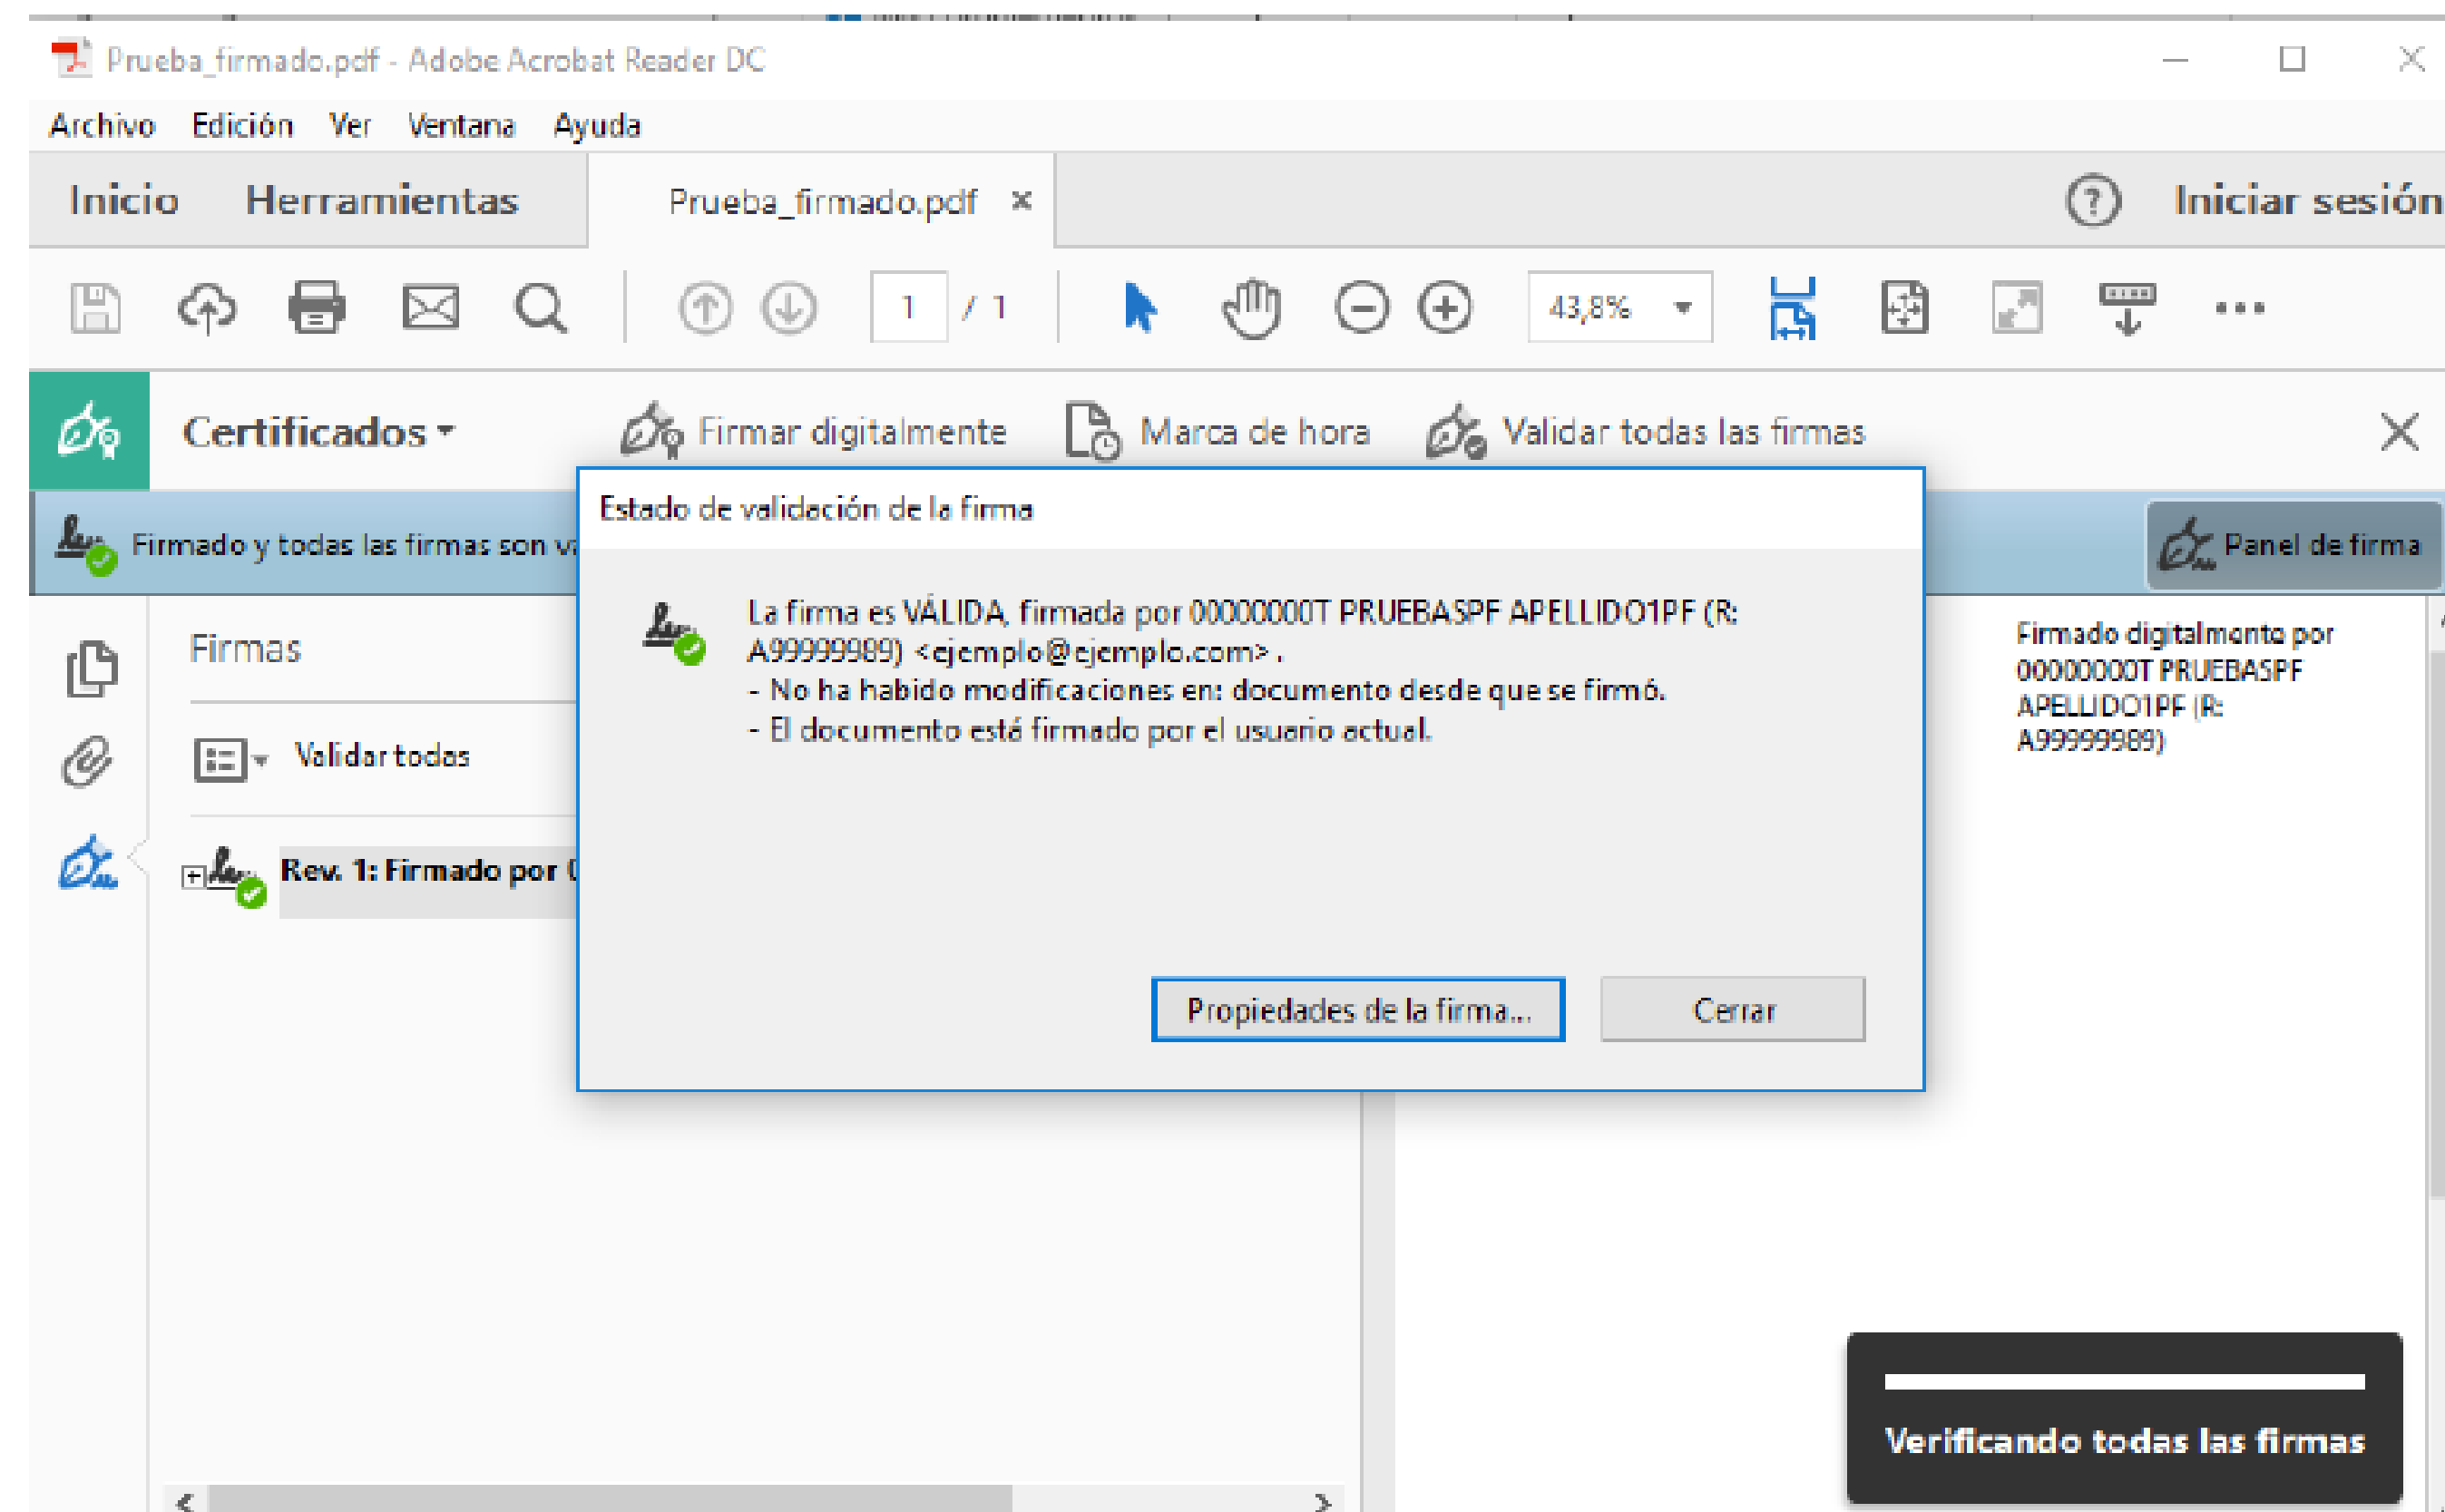 Prueba_firmado.pdf - Adobe Acrobat Reader DC
Archivo Edición Ver Ventana Ayuda
Inicio Herramientas Prueba_firmado.pdf × ? Iniciar sesión
1 / 1 43,8%
Certificados Firmar digitalmente Marca de hora Validar todas las firmas
Firmado y todas las firmas son
Panel de firma
Estado de validación de la firma
La firma es VÁLIDA, firmada por 00000000T PRUEBASPF APELLIDO1PF (R:
A99999989) <ejemplo@ejemplo.com>.
- No ha habido modificaciones en: documento desde que se firmó.
- El documento está firmado por el usuario actual.
Propiedades de la firma... Cerrar
Firmas
Validar todas
Rev. 1: Firmado por
Firmado digitalmente por
00000000T PRUEBASPF
APELLIDO1PF (R:
A99999989)
Verificando todas las firmas